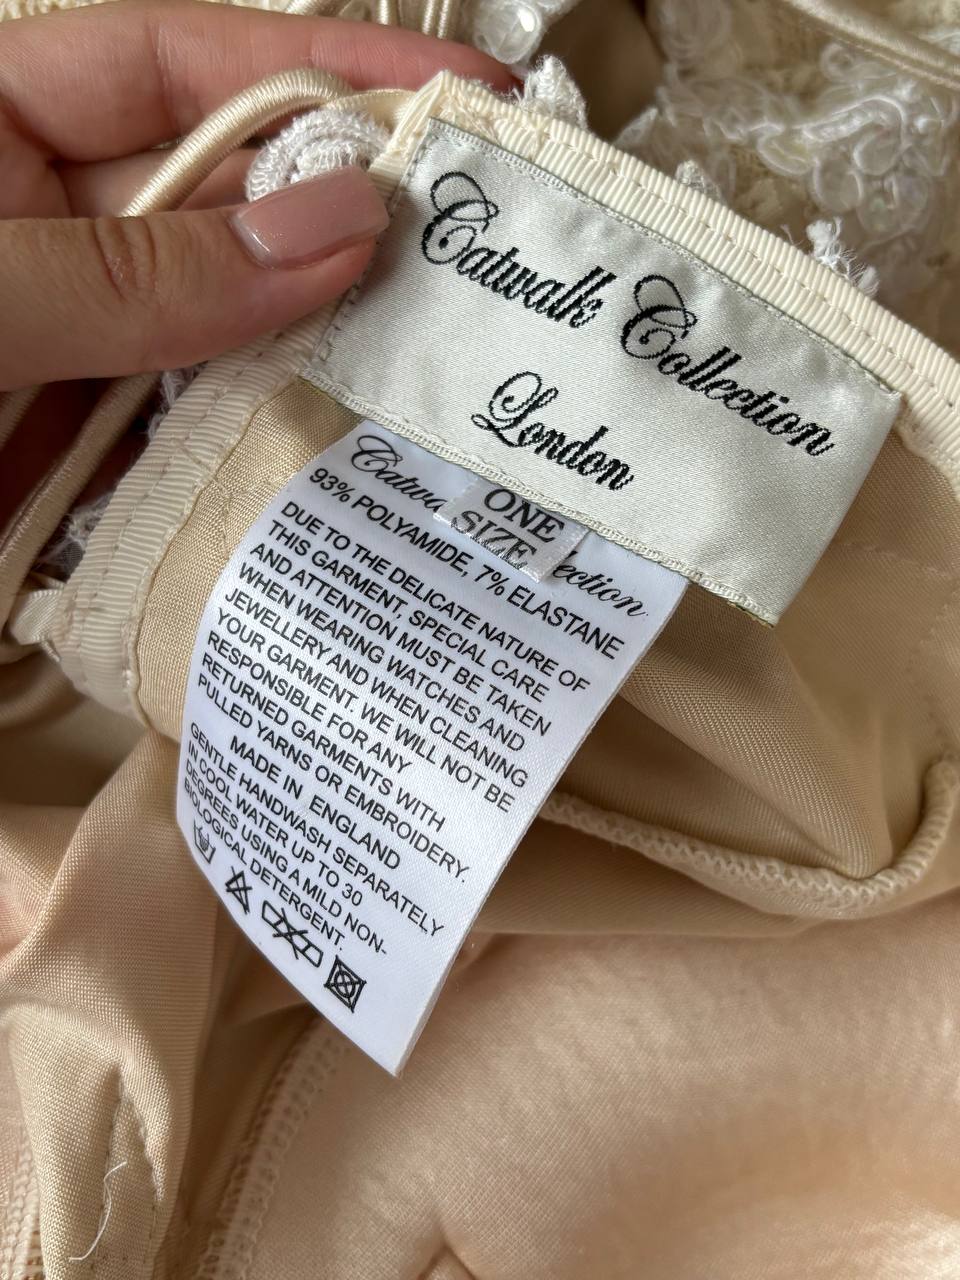 Catwalk Collection
London
ONE
SIZE
Catwa ection
93% POLYAMIDE, 7% ELASTANE
DUE TO THE DELICATE NATURE OF
THIS GARMENT, SPECIAL CARE
AND ATTENTION MUST BE TAKEN
WHEN WEARING WATCHES AND
JEWELLERY AND WHEN CLEANING
YOUR GARMENT. WE WILL NOT BE
RESPONSIBLE FOR ANY
RETURNED GARMENTS WITH
PULLED YARNS OR EMBROIDERY.
MADE IN ENGLAND
GENTLE HANDWASH SEPARATELY
IN COOL WATER UP TO 30
DEGREES USING A MILD NON-
BIOLOGICAL DETERGENT.